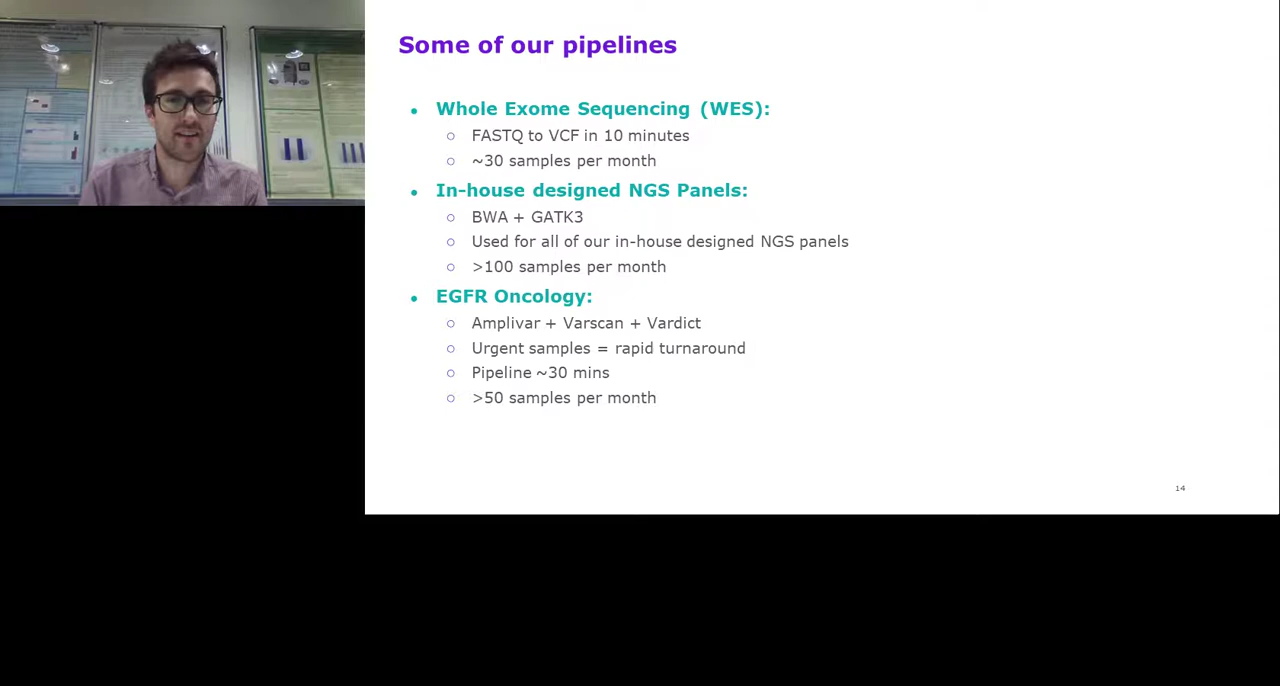 Some of our pipelines
• Whole Exome Sequencing (WES):
○ FASTQ to VCF in 10 minutes
○ ~30 samples per month
• In-house designed NGS Panels:
○ BWA + GATK3
○ Used for all of our in-house designed NGS panels
○ >100 samples per month
• EGFR Oncology:
○ Amplivar + Varscan + Vardict
○ Urgent samples = rapid turnaround
○ Pipeline ~30 mins
○ >50 samples per month
14